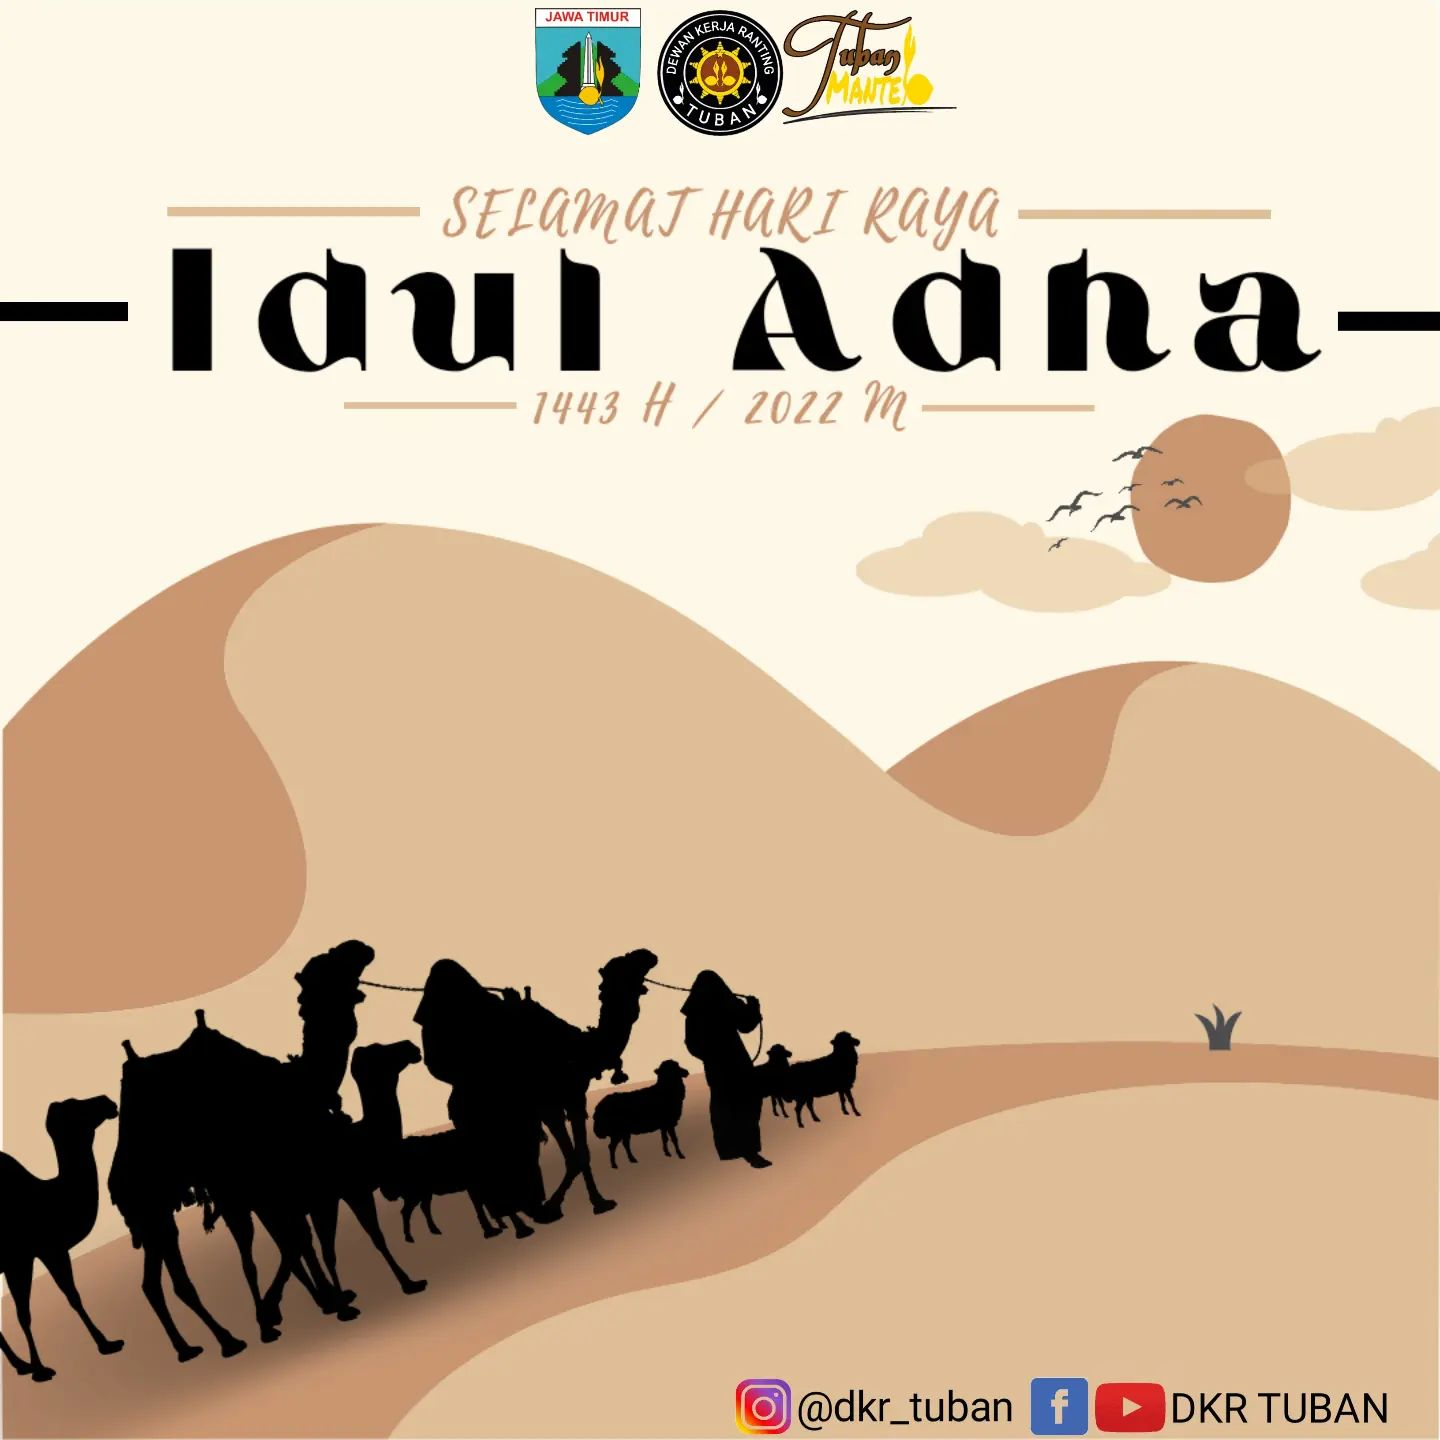 JAWA TIMUR
DEWAN KERJA RANTING
TUBAN
Tuban
MANTEB
SELAMAT HARI RAYA
Idul Adha
1443 H / 2022 M
@dkr_tuban
DKR TUBAN